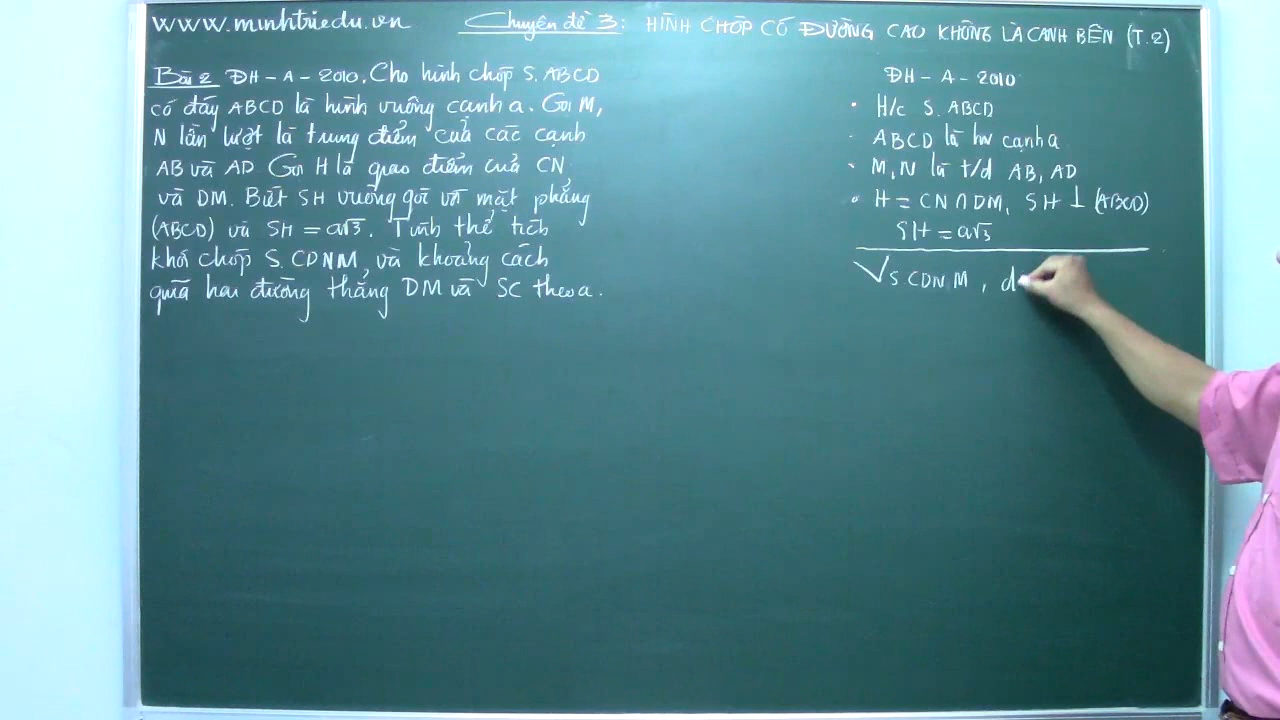 www.minhtriedu.vn
Chuyên đề 3: HÌNH CHÓP CÓ ĐƯỜNG CAO KHÔNG LÀ CẠNH BÊN (T.2)
Bài 2 ĐH-A-2010. Cho hình chóp S.ABCD
có đáy ABCD là hình vuông cạnh a. Gọi M,
N lần lượt là trung điểm của các cạnh
AB và AD Gọi H là giao điểm của CN
và DM. Biết SH vuông góc với mặt phẳng
(ABCD) và SH = a√3. Tính thể tích
khối chóp S.CDNM, và khoảng cách
giữa hai đường thẳng DM và SC theo a.
ĐH-A-2010
• H/c S.ABCD
• ABCD là hv cạnh a
• M, N là t/đ AB, AD
• H = CN ∩ DM, SH ⊥ (ABCD)
SH = a√3
V S CDNM, d